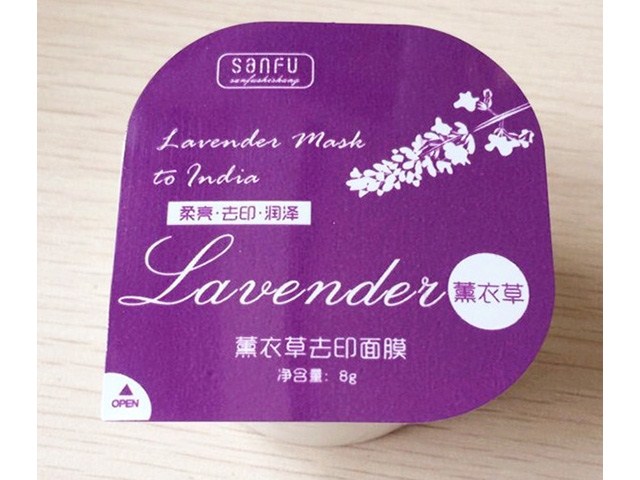 SanFU
sanfushishang
Lavender Mask
to India
柔亮·去印·润泽
Lavender
薰衣草
薰衣草去印面膜
净含量: 8g
OPEN